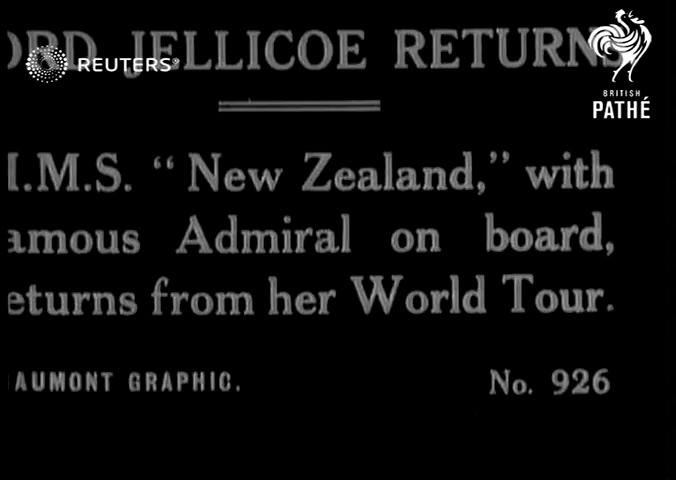 ORD JELLICOE RETURNS
REUTERS
BRITISH
PATHÉ
.M.S. “New Zealand,” with
amous Admiral on board,
eturns from her World Tour.
AUMONT GRAPHIC.
No. 926